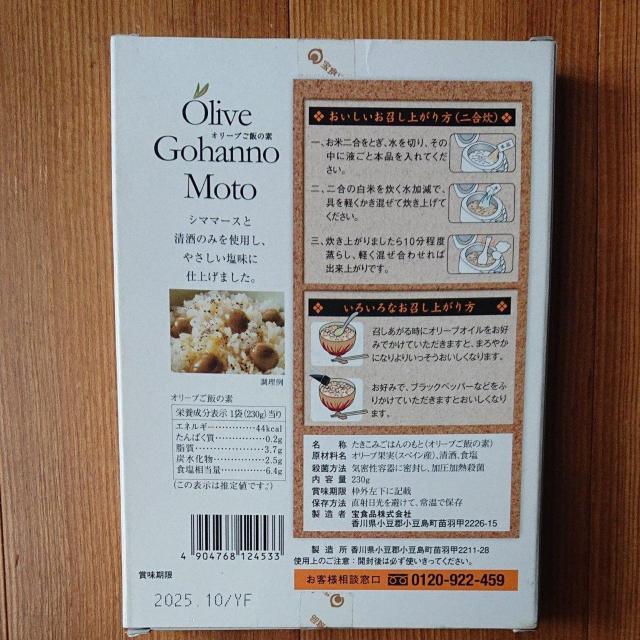 Olive
オリーブご飯の素
Gohanno
Moto
シママースと
清酒のみを使用し、
やさしい塩味に
仕上げました。
調理例
オリーブご飯の素
栄養成分表示 1袋(230g)当り
エネルギー……………44kcal
たんぱく質……………0.2g
脂質……………………3.7g
炭水化物………………2.5g
食塩相当量……………6.4g
(この表示は推定値です。)
4 904768 124533
賞味期限
2025.10/YF
宝食
おいしいお召し上がり方(二合炊)
一、お米二合をとぎ、水を切り、その
中に液ごと本品を入れてくだ
さい。
二、二合の白米を炊く水加減で、
具を軽くかき混ぜて炊き上げて
ください。
三、炊き上がりましたら10分程度
蒸らし、軽く混ぜ合わせれば
出来上がりです。
いろいろなお召し上がり方
召しあがる時にオリーブオイルをお好
みでかけていただきますと、まろやか
になりよりいっそうおいしくなります。
お好みで、ブラックペッパーなどをふ
りかけていただきますとおいしくなり
ます。
名 称 たきこみごはんのもと(オリーブご飯の素)
原材料名 オリーブ果実(スペイン産)、清酒、食塩
殺菌方法 気密性容器に密封し、加圧加熱殺菌
内 容 量 230g
賞味期限 枠外左下に記載
保存方法 直射日光を避けて、常温で保存
製 造 者 宝食品株式会社
香川県小豆郡小豆島町苗羽甲2226-15
製 造 所 香川県小豆郡小豆島町苗羽甲2211-28
使用上のご注意：開封後は必ず使いきってください。
お客様相談窓口 0120-922-459